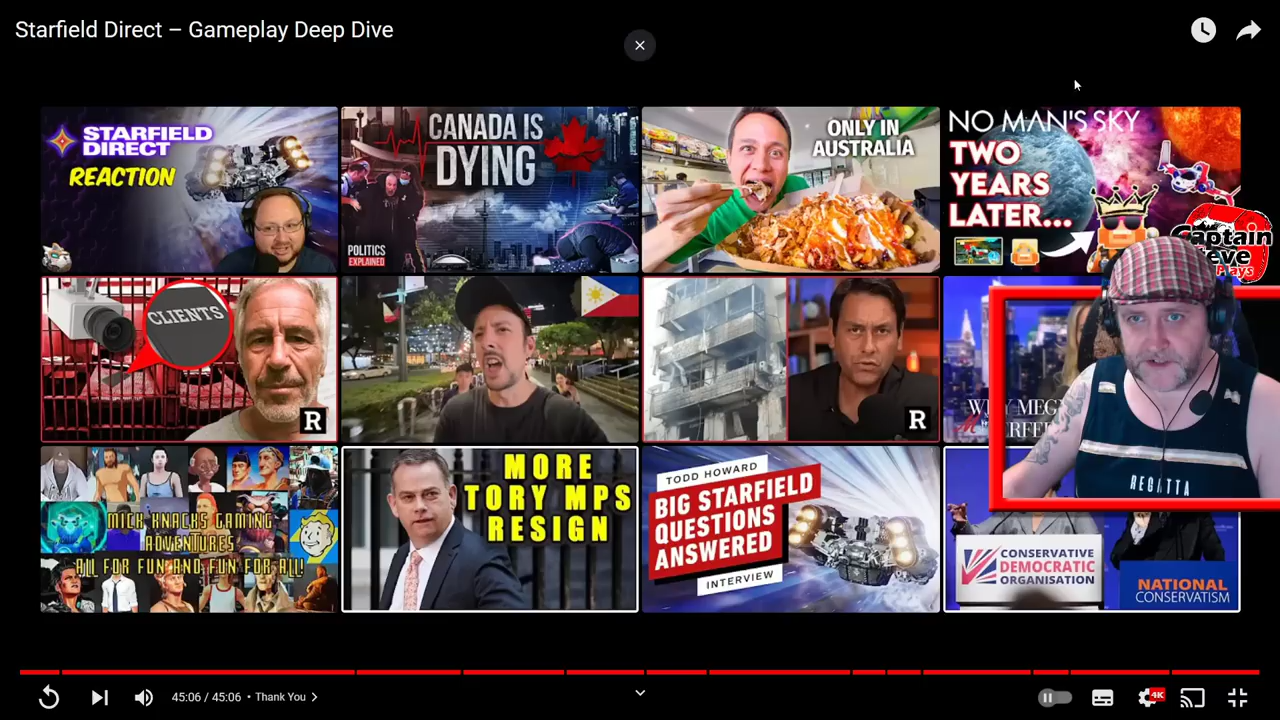 Starfield Direct – Gameplay Deep Dive
STARFIELD
DIRECT
REACTION
CANADA IS
DYING
POLITICS
EXPLAINED
ONLY IN
AUSTRALIA
NO MAN'S SKY
TWO
YEARS
LATER...
Captain
Plays
CLIENTS
R
R
REGATTA
MICK KNACKS GAMING
ADVENTURES
ALL FOR FUN AND FUN FOR ALL!
MORE
TORY MPS
RESIGN
TODD HOWARD
BIG STARFIELD
QUESTIONS
ANSWERED
INTERVIEW
CONSERVATIVE
DEMOCRATIC
ORGANISATION
NATIONAL
CONSERVATISM
45:06 / 45:06 • Thank You
4K